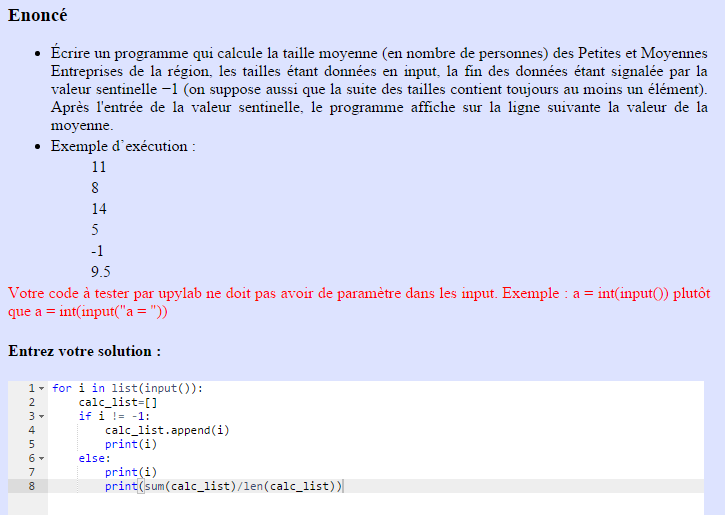 Enoncé
• Écrire un programme qui calcule la taille moyenne (en nombre de personnes) des Petites et Moyennes
Entreprises de la région, les tailles étant données en input, la fin des données étant signalée par la
valeur sentinelle −1 (on suppose aussi que la suite des tailles contient toujours au moins un élément).
Après l'entrée de la valeur sentinelle, le programme affiche sur la ligne suivante la valeur de la
moyenne.
• Exemple d'exécution :
11
8
14
5
-1
9.5
Votre code à tester par upylab ne doit pas avoir de paramètre dans les input. Exemple : a = int(input()) plutôt
que a = int(input("a = "))
Entrez votre solution :
1 for i in list(input()):
2     calc_list=[]
3     if i != -1:
4         calc_list.append(i)
5         print(i)
6     else:
7         print(i)
8         print(sum(calc_list)/len(calc_list))